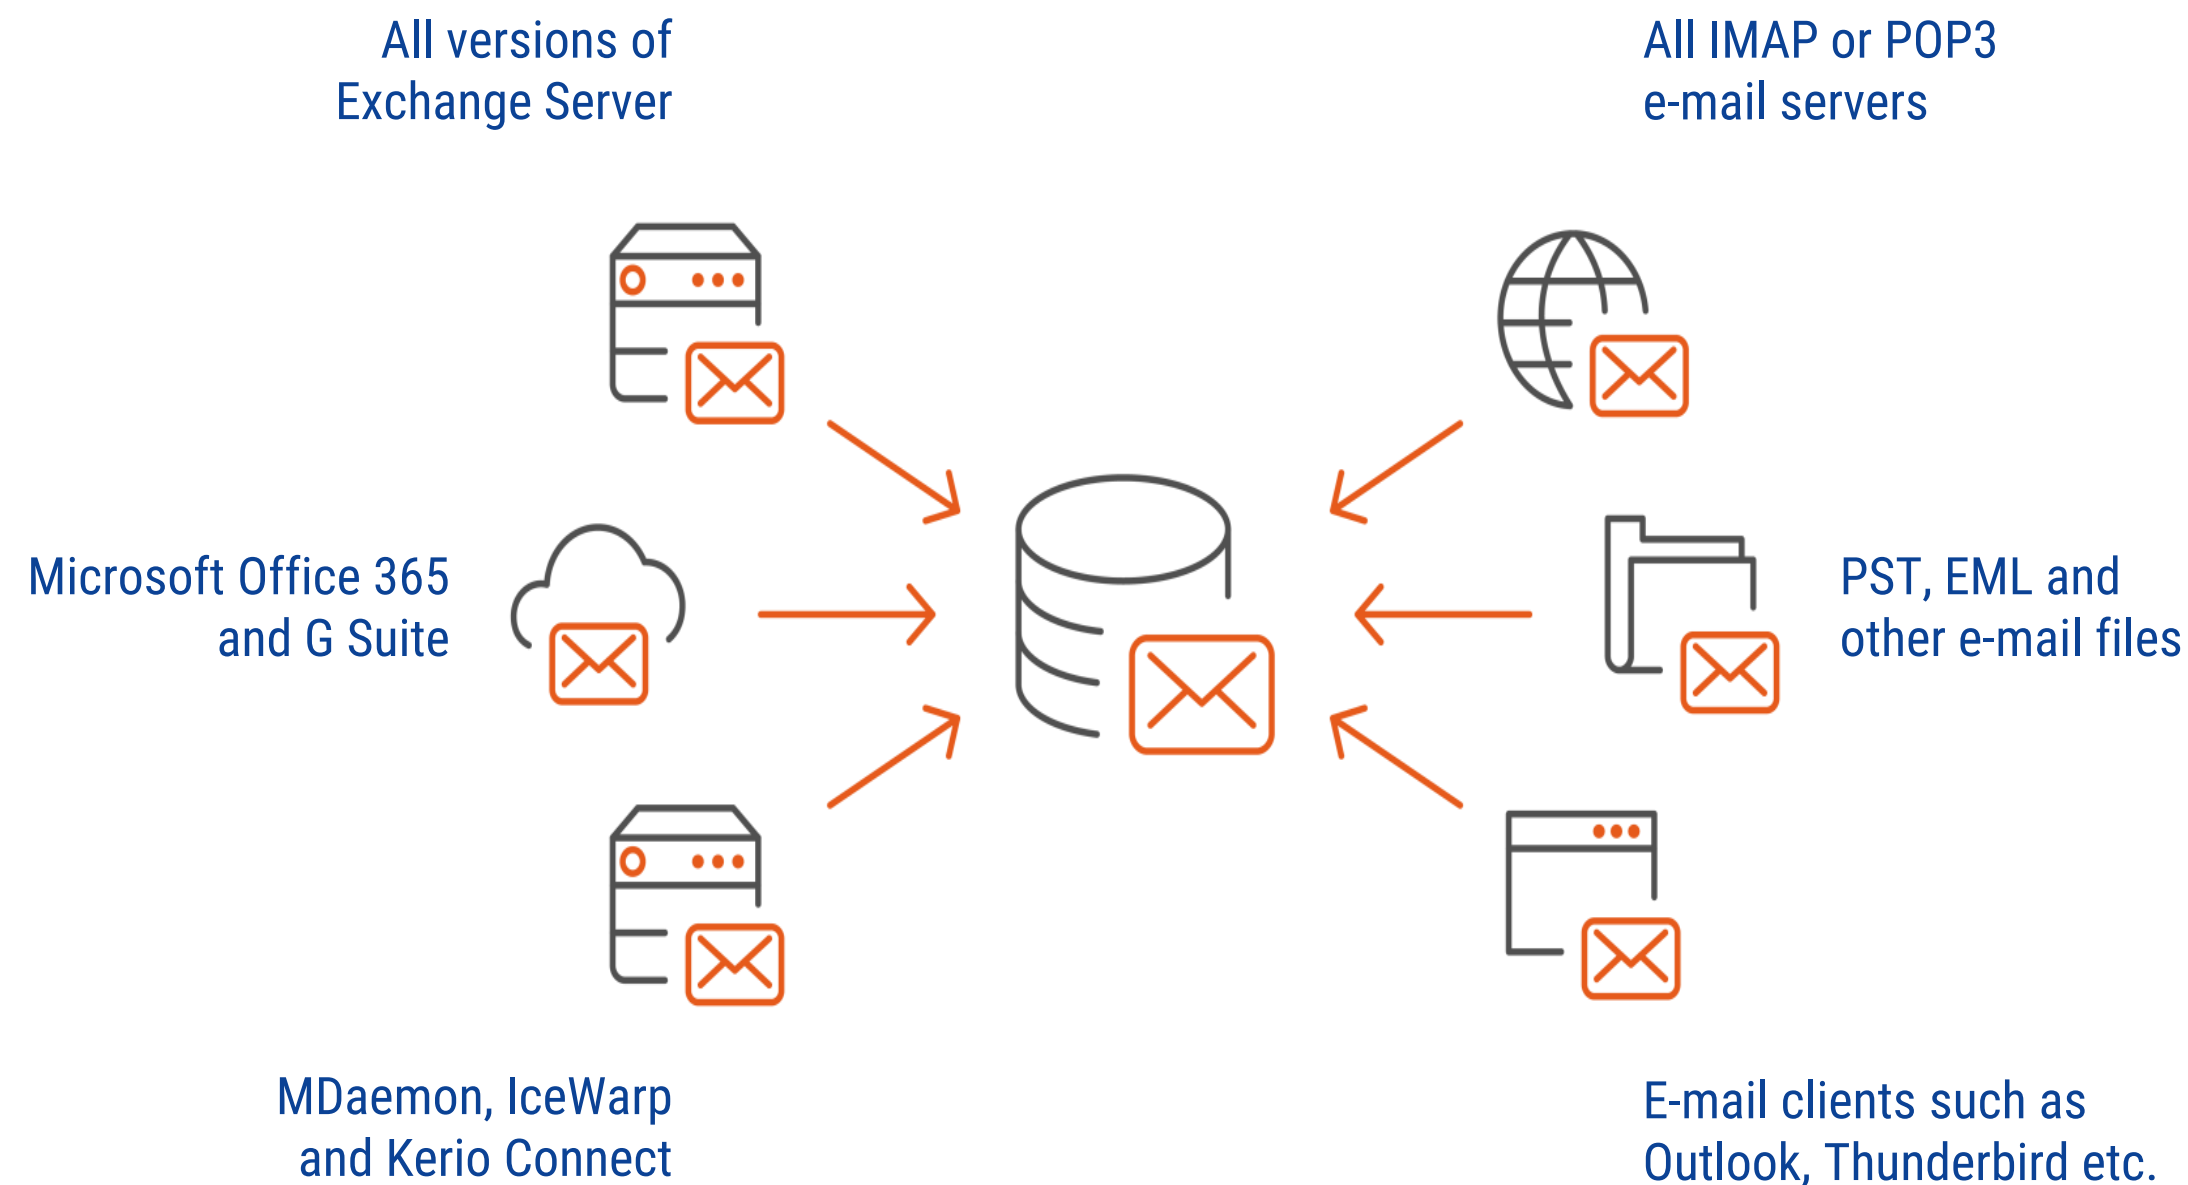 All versions of
Exchange Server
All IMAP or POP3
e-mail servers
Microsoft Office 365
and G Suite
PST, EML and
other e-mail files
MDaemon, IceWarp
and Kerio Connect
E-mail clients such as
Outlook, Thunderbird etc.